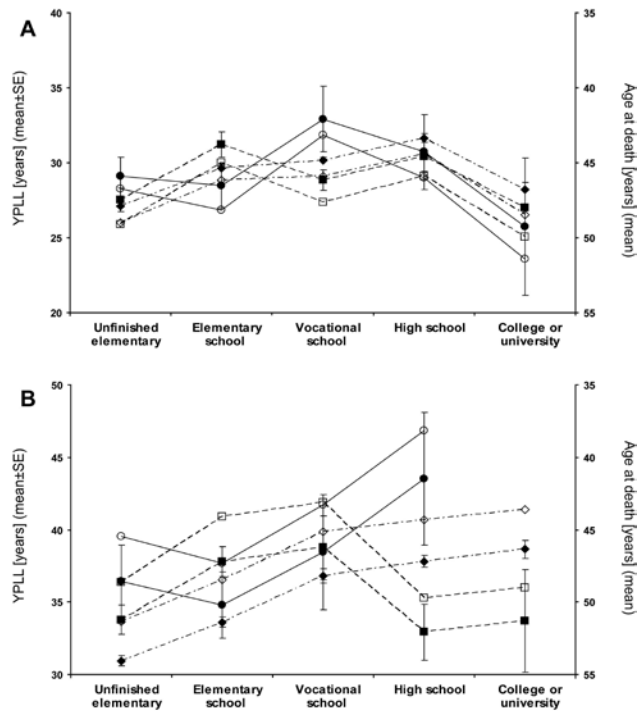 A
YPLL [years] (mean±SE)
40
35
30
25
20
35
40
45
50
55
Age at death [years] (mean)
Unfinished elementary
Elementary school
Vocational school
High school
College or university
B
YPLL [years] (mean±SE)
50
45
40
35
30
35
40
45
50
55
Age at death [years] (mean)
Unfinished elementary
Elementary school
Vocational school
High school
College or university